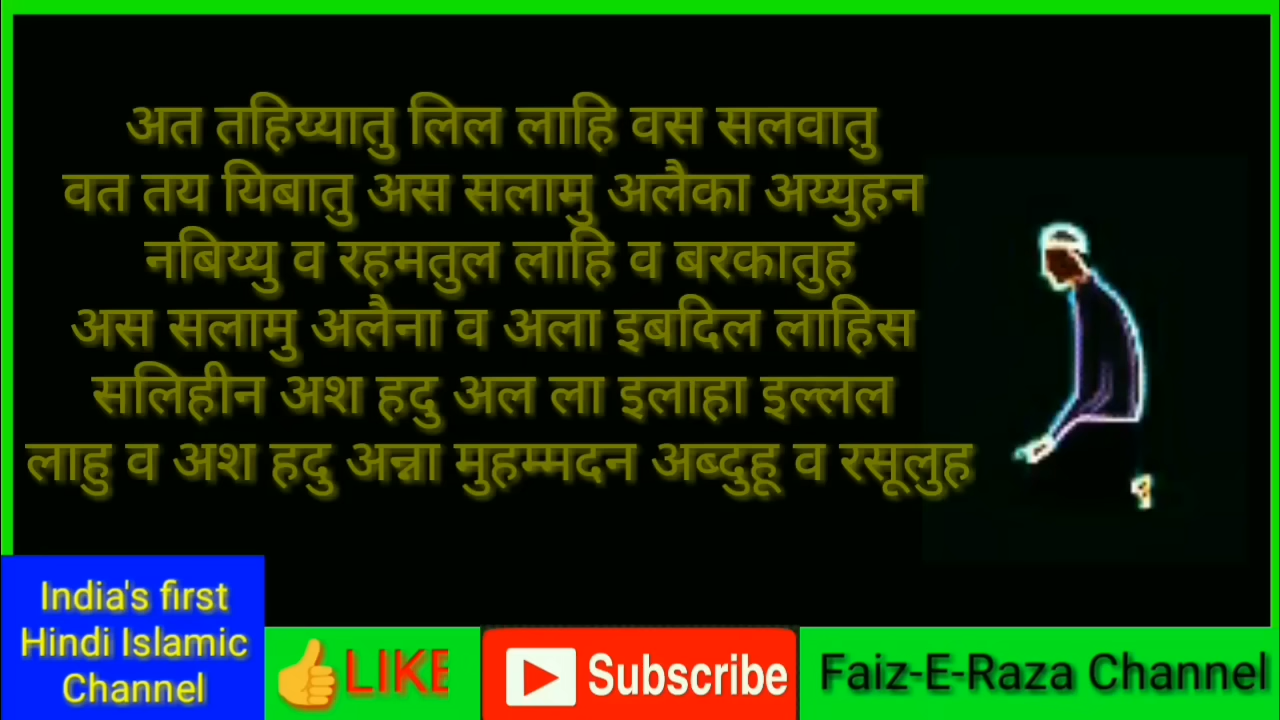 अत तहिय्यातु लिल लाहि वस सलवातु
वत तय यिबातु अस सलामु अलैका अय्युहन
नबिय्यु व रहमतुल लाहि व बरकातुह
अस सलामु अलैना व अला इबदिल लाहिस
सलिहीन अश हदु अल ला इलाहा इल्लल
लाहु व अश हदु अन्ना मुहम्मदन अब्दुहू व रसूलुह
India's first
Hindi Islamic
Channel
LIKE
Subscribe
Faiz-E-Raza Channel